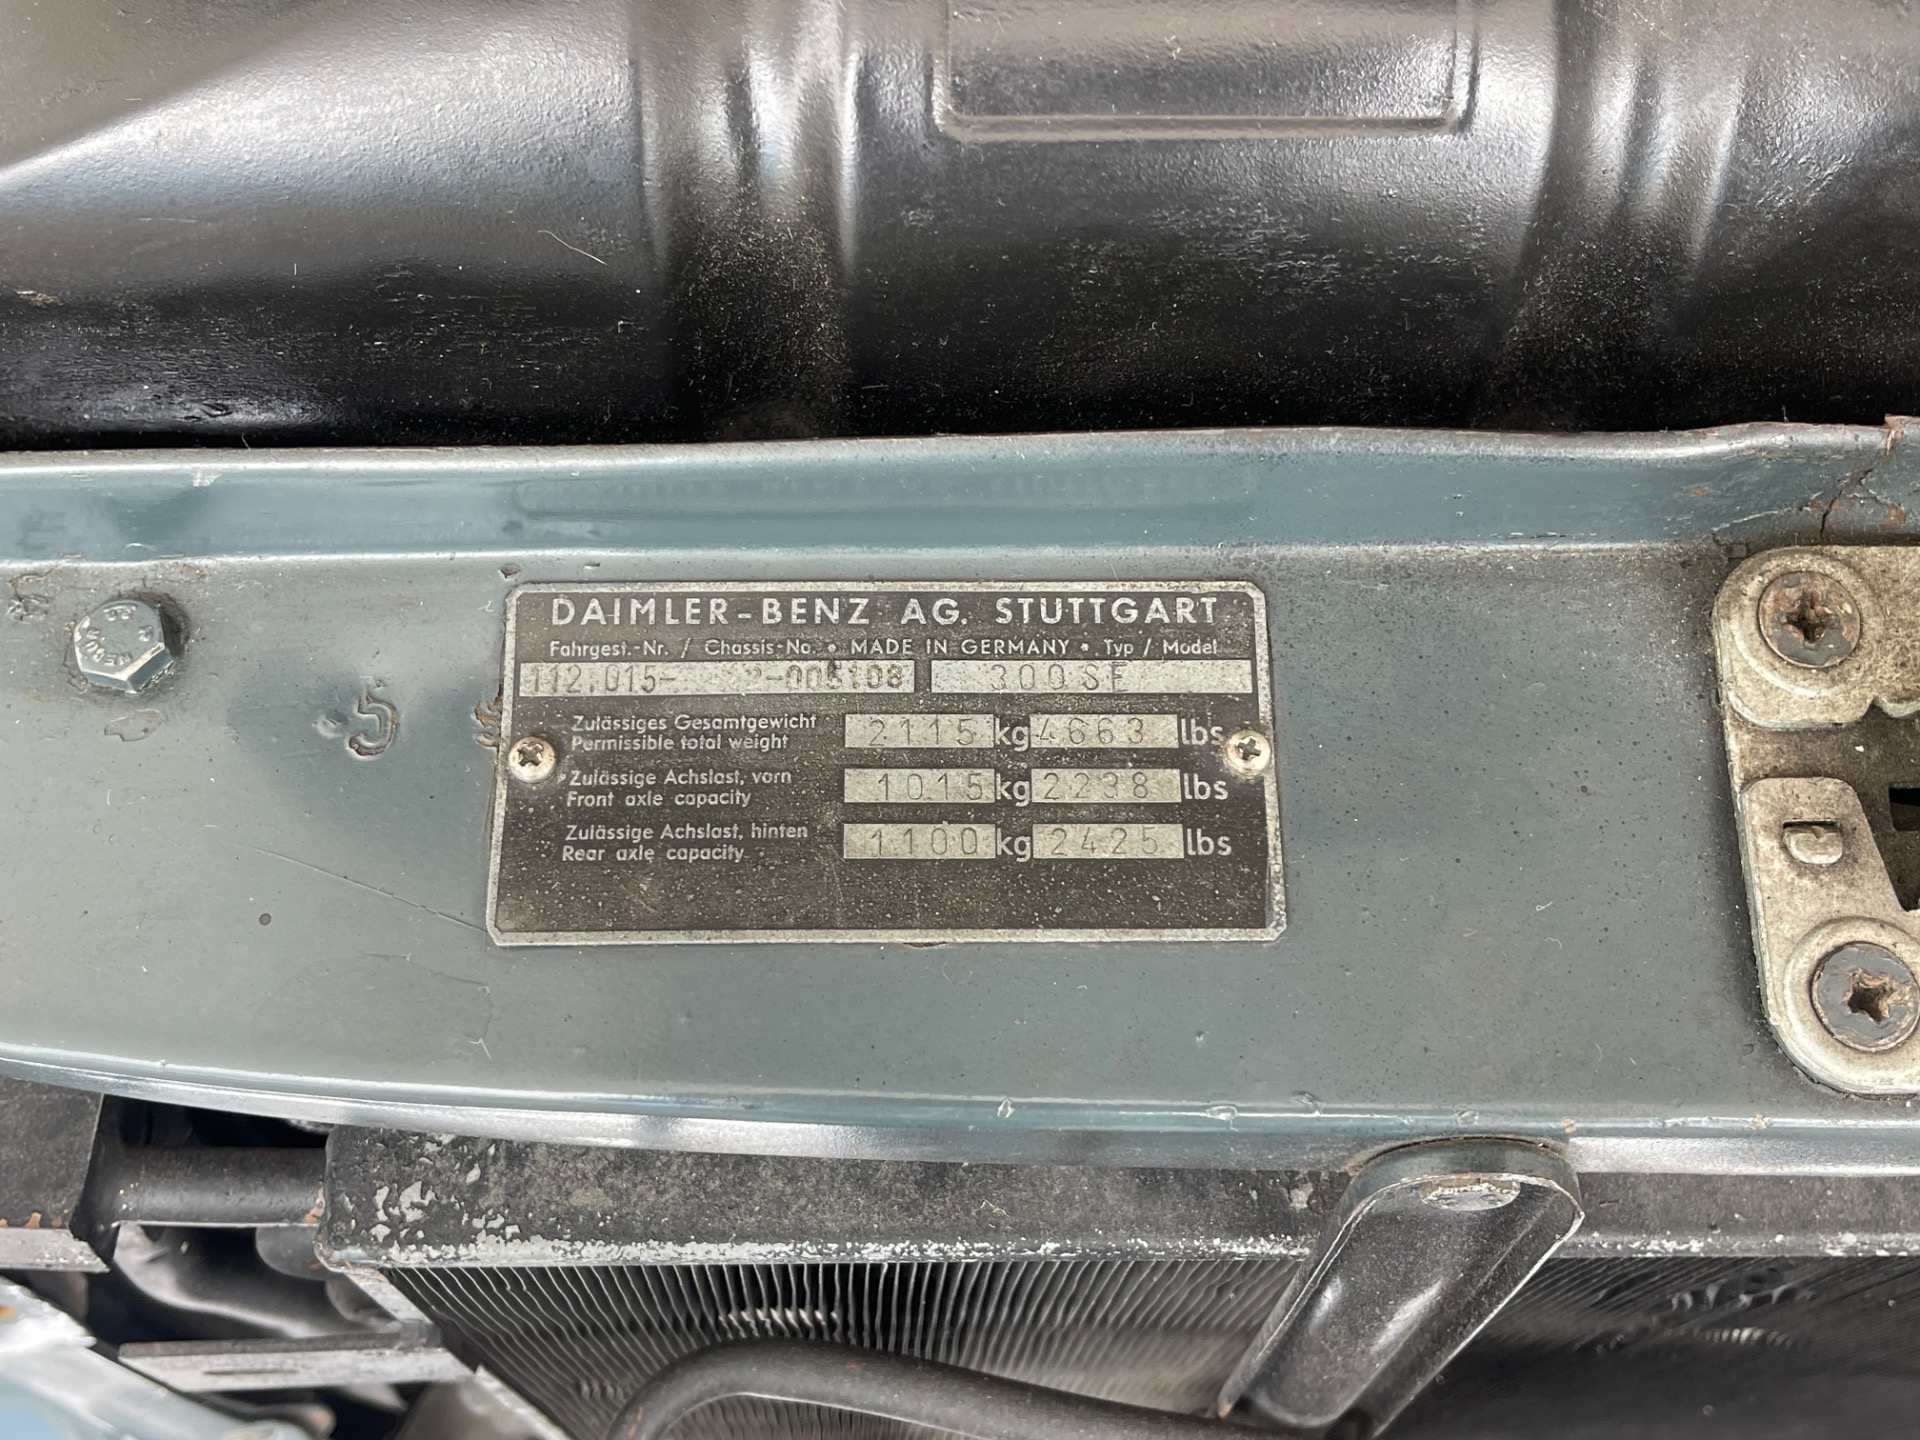 DAIMLER-BENZ AG. STUTTGART
Fahrgest.-Nr. / Chassis-No. • MADE IN GERMANY • Typ / Model
300 SE
Zulässiges Gesamtgewicht
Permissible total weight
2115 kg 4663 lbs
Zulässige Achslast, vorn
Front axle capacity
1015 kg 2238 lbs
Zulässige Achslast, hinten
Rear axle capacity
1100 kg 2425 lbs
-5